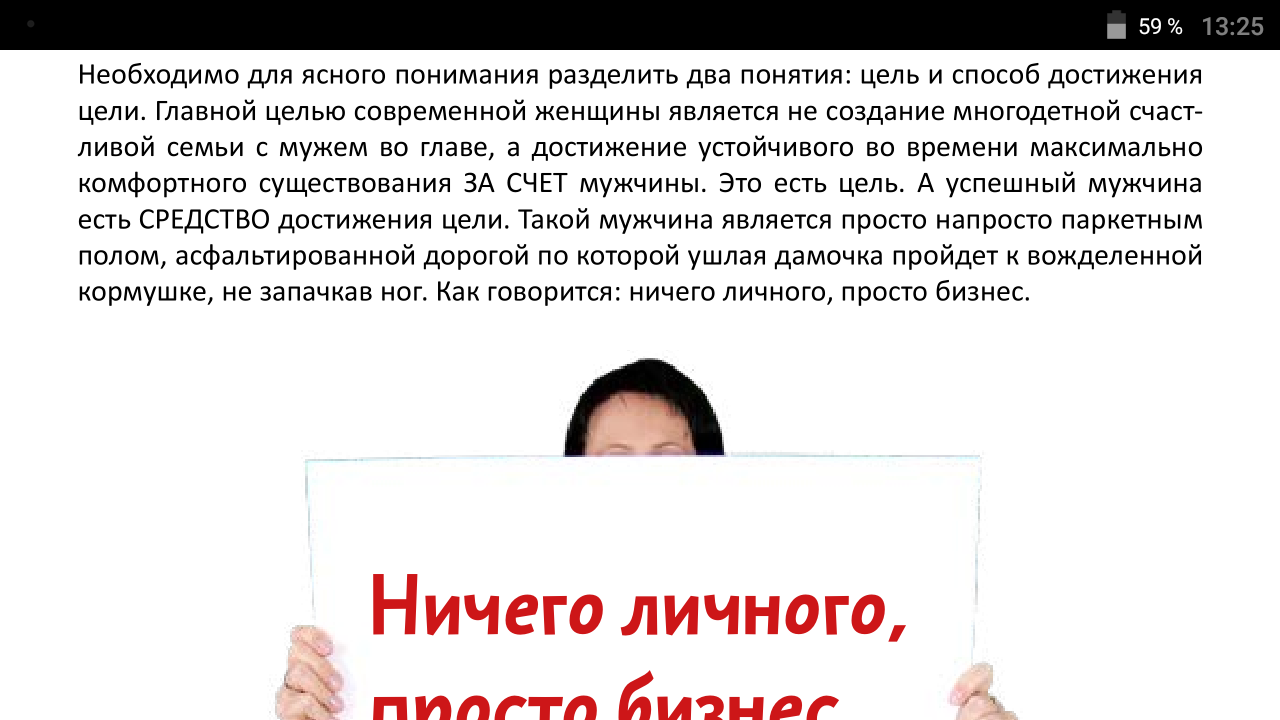 59 % 13:25
Необходимо для ясного понимания разделить два понятия: цель и способ достижения
цели. Главной целью современной женщины является не создание многодетной счаст-
ливой семьи с мужем во главе, а достижение устойчивого во времени максимально
комфортного существования ЗА СЧЕТ мужчины. Это есть цель. А успешный мужчина
есть СРЕДСТВО достижения цели. Такой мужчина является просто напросто паркетным
полом, асфальтированной дорогой по которой ушлая дамочка пройдет к вожделенной
кормушке, не запачкав ног. Как говорится: ничего личного, просто бизнес.
Ничего личного,
просто бизнес